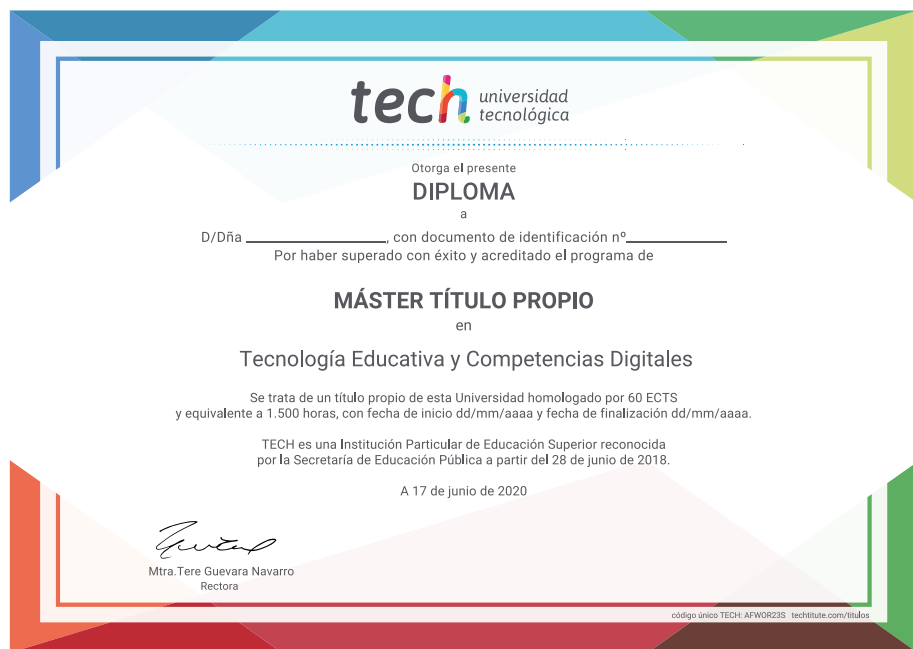 tech universidad
tecnológica
Otorga el presente
DIPLOMA
a
D/Dña ______________, con documento de identificación nº__________
Por haber superado con éxito y acreditado el programa de
MÁSTER TÍTULO PROPIO
en
Tecnología Educativa y Competencias Digitales
Se trata de un título propio de esta Universidad homologado por 60 ECTS
y equivalente a 1.500 horas, con fecha de inicio dd/mm/aaaa y fecha de finalización dd/mm/aaaa.
TECH es una Institución Particular de Educación Superior reconocida
por la Secretaría de Educación Pública a partir del 28 de junio de 2018.
A 17 de junio de 2020
Mtra.Tere Guevara Navarro
Rectora
código único TECH: AFWOR23S techtitute.com/titulos